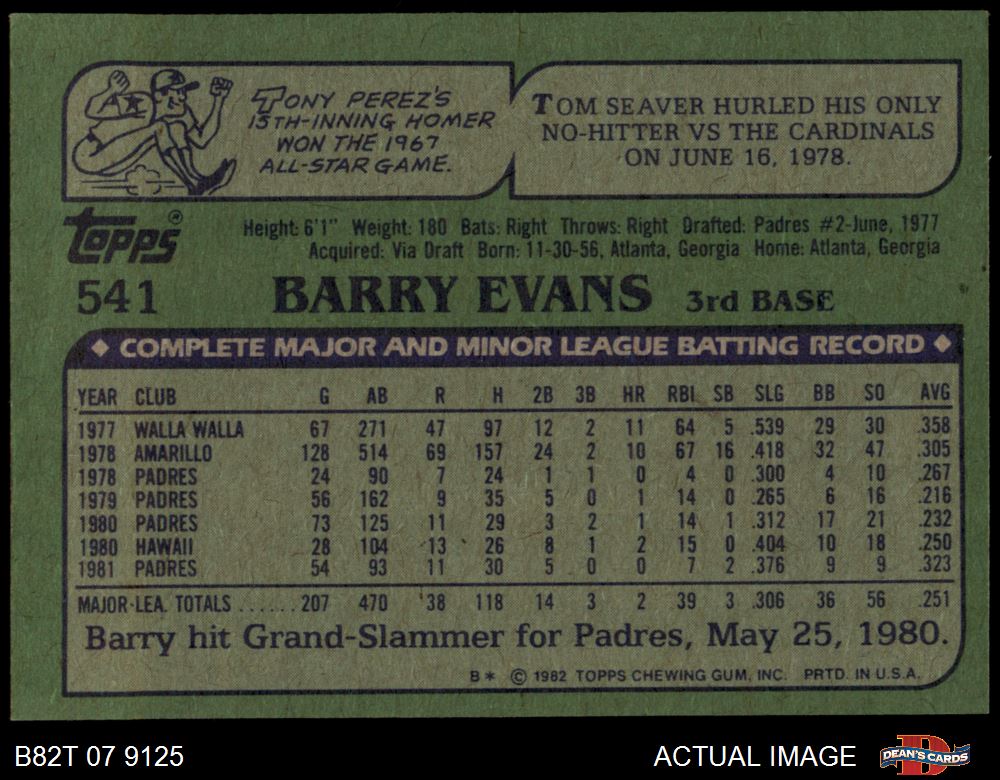 TONY PEREZ'S
15TH-INNING HOMER
WON THE 1967
ALL-STAR GAME.
TOM SEAVER HURLED HIS ONLY
NO-HITTER VS THE CARDINALS
ON JUNE 16, 1978.
Topps®
Height: 6'1" Weight: 180 Bats: Right Throws: Right Drafted: Padres #2-June, 1977
Acquired: Via Draft Born: 11-30-56, Atlanta, Georgia Home: Atlanta, Georgia
541 BARRY EVANS 3rd BASE
◆ COMPLETE MAJOR AND MINOR LEAGUE BATTING RECORD ◆
YEAR CLUB G AB R H 2B 3B HR RBI SB SLG BB SO AVG
1977 WALLA WALLA 67 271 47 97 12 2 11 64 5 .539 29 30 .358
1978 AMARILLO 128 514 69 157 24 2 10 67 16 .418 32 47 .305
1978 PADRES 24 90 7 24 1 1 0 4 0 .300 4 10 .267
1979 PADRES 56 162 9 35 5 0 1 14 0 .265 6 16 .216
1980 PADRES 73 125 11 29 3 2 1 14 1 .312 17 21 .232
1980 HAWAII 28 104 13 26 8 1 2 15 0 .404 10 18 .250
1981 PADRES 54 93 11 30 5 0 0 7 2 .376 9 9 .323
MAJOR LEA. TOTALS ...... 207 470 38 118 14 3 2 39 3 .306 36 56 .251
Barry hit Grand-Slammer for Padres, May 25, 1980.
B* © 1982 TOPPS CHEWING GUM, INC. PRTD. IN U.S.A.
B82T 07 9125 ACTUAL IMAGE DEAN'S CARDS